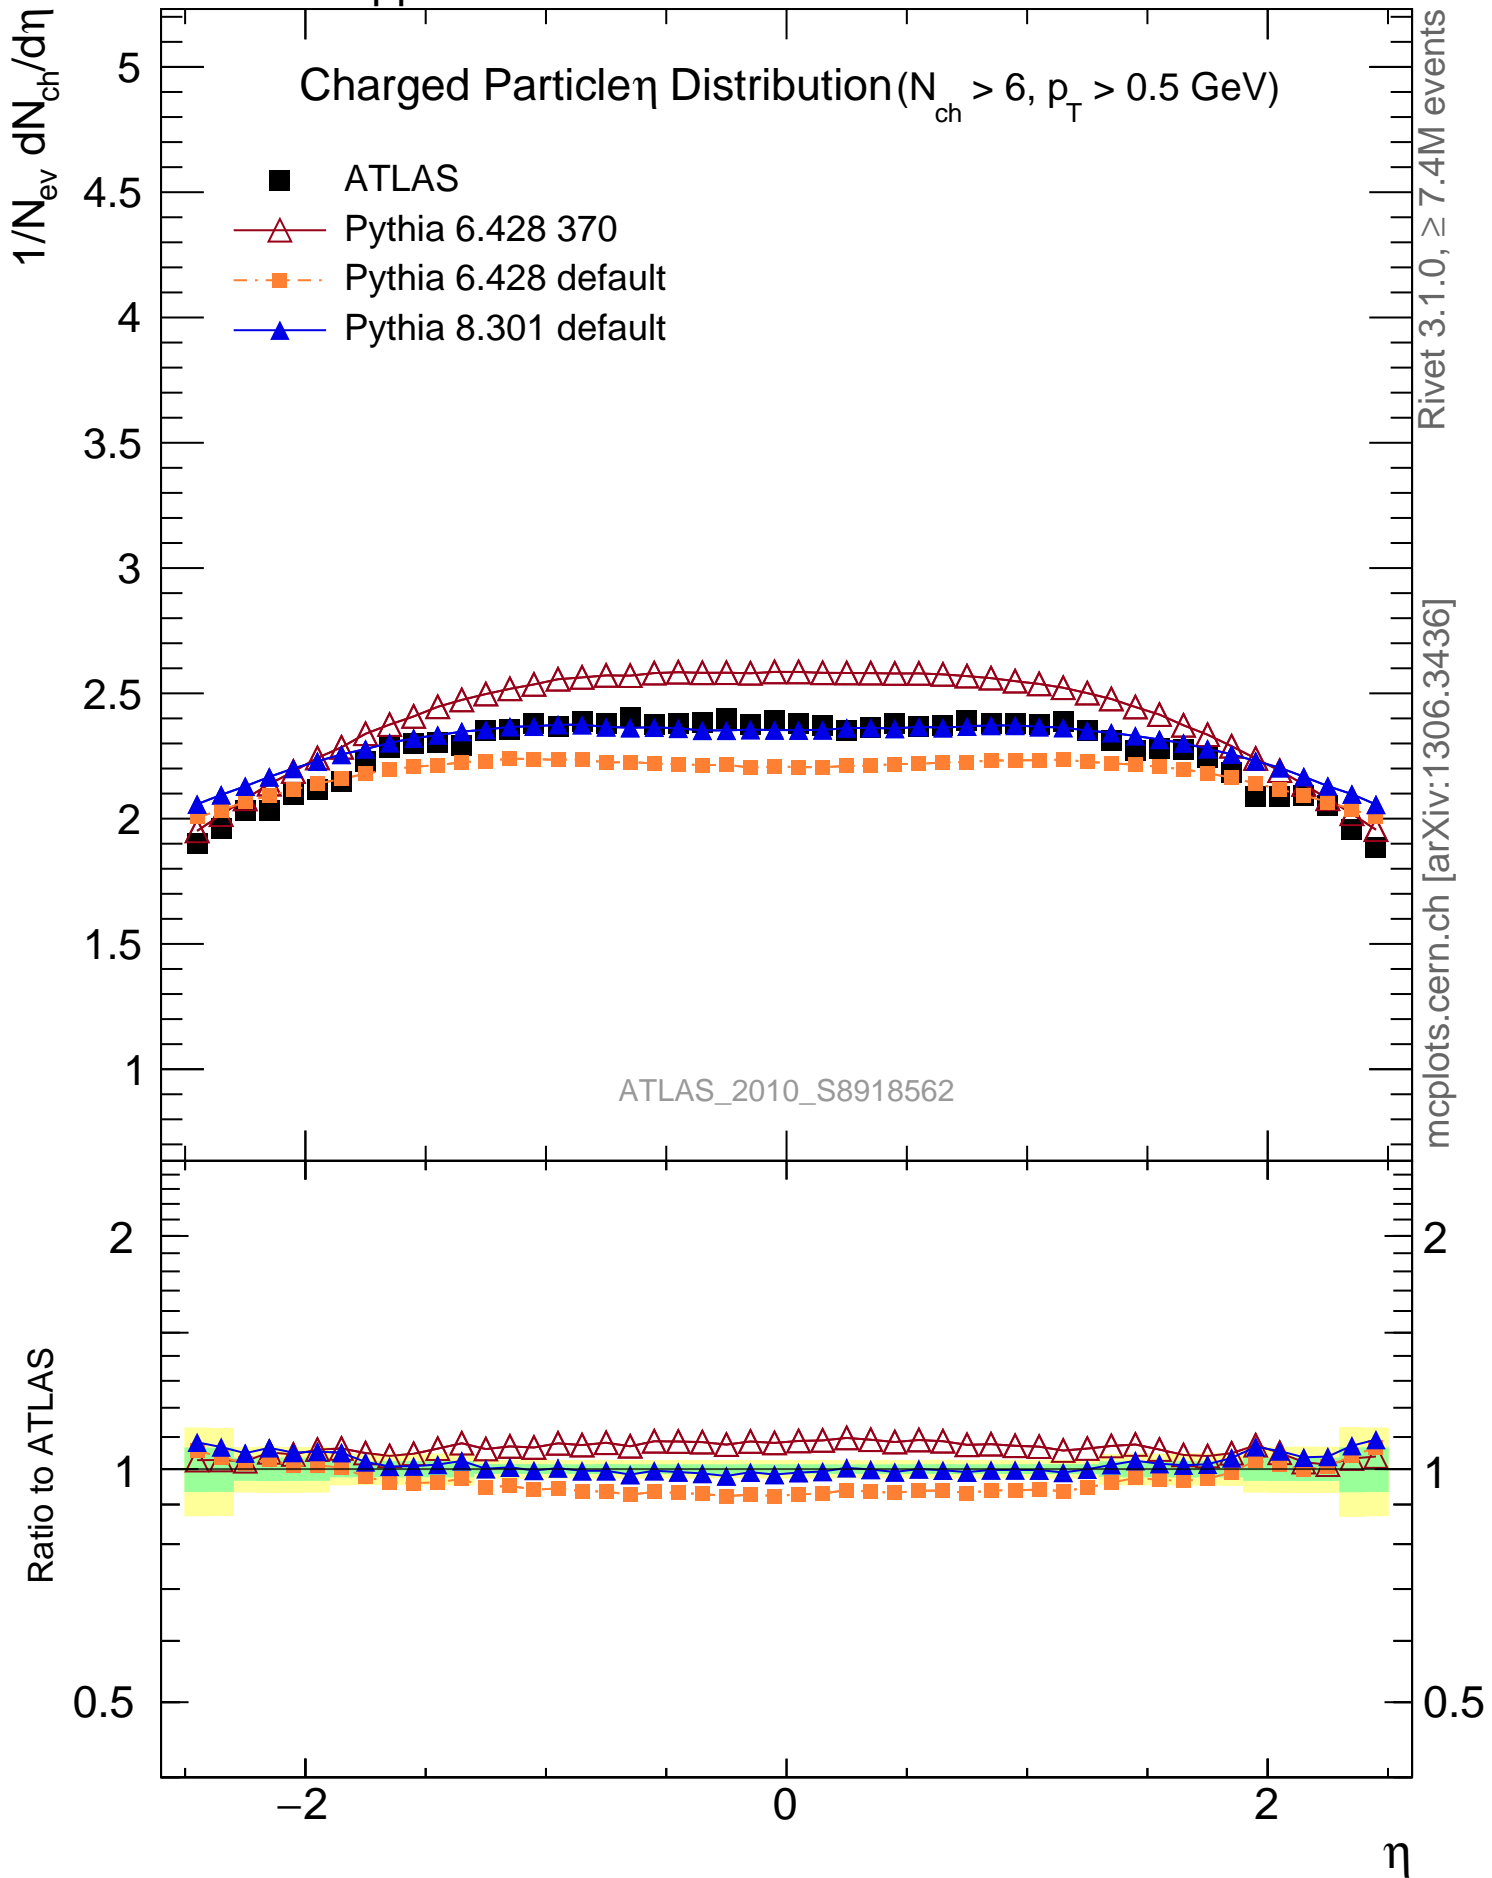 pp
1/N_ev dN_ch/dη
Charged Particle η Distribution (N_ch > 6, p_T > 0.5 GeV)
ATLAS
Pythia 6.428 370
Pythia 6.428 default
Pythia 8.301 default
5
4.5
4
3.5
3
2.5
2
1.5
1
ATLAS_2010_S8918562
Rivet 3.1.0, ≥ 7.4M events
mcplots.cern.ch [arXiv:1306.3436]
Ratio to ATLAS
2
1
0.5
2
1
0.5
−2
0
2
η